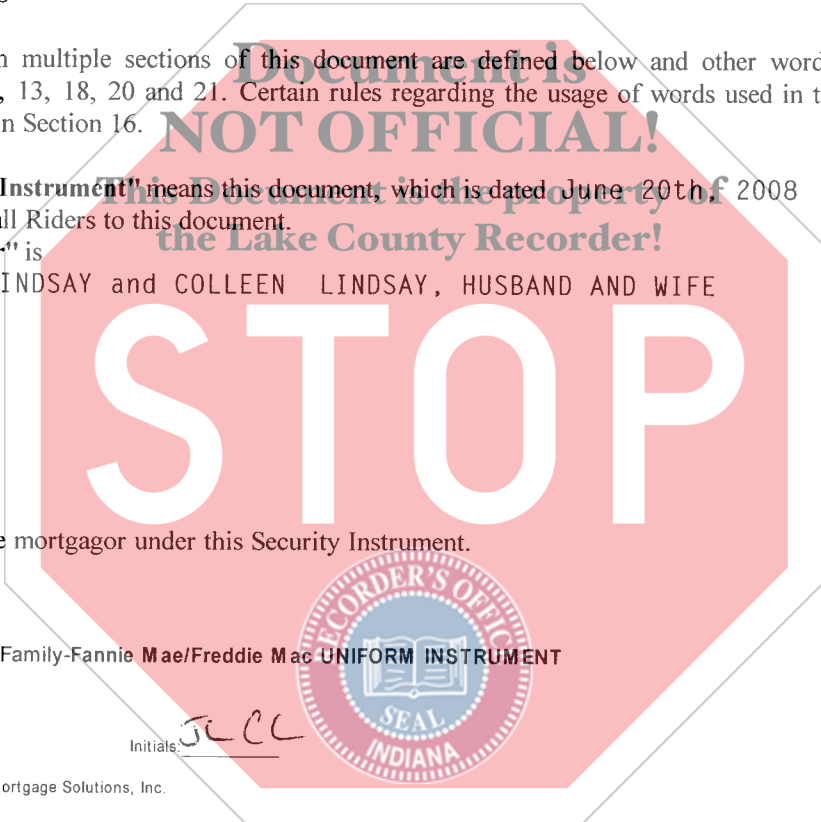 multiple sections of this document are defined below and other word
, 13, 18, 20 and 21. Certain rules regarding the usage of words used in t
n Section 16.
Document is
NOT OFFICIAL!
This Document is the property of
the Lake County Recorder!
Instrument" means this document, which is dated June 20th, 2008
ll Riders to this document.
" is
INDSAY and COLLEEN LINDSAY, HUSBAND AND WIFE
STOP
e mortgagor under this Security Instrument.
RECORDER'S OFFIC
SEAL
INDIANA
Family-Fannie Mae/Freddie Mac UNIFORM INSTRUMENT
Initials: JL CL
ortgage Solutions, Inc.